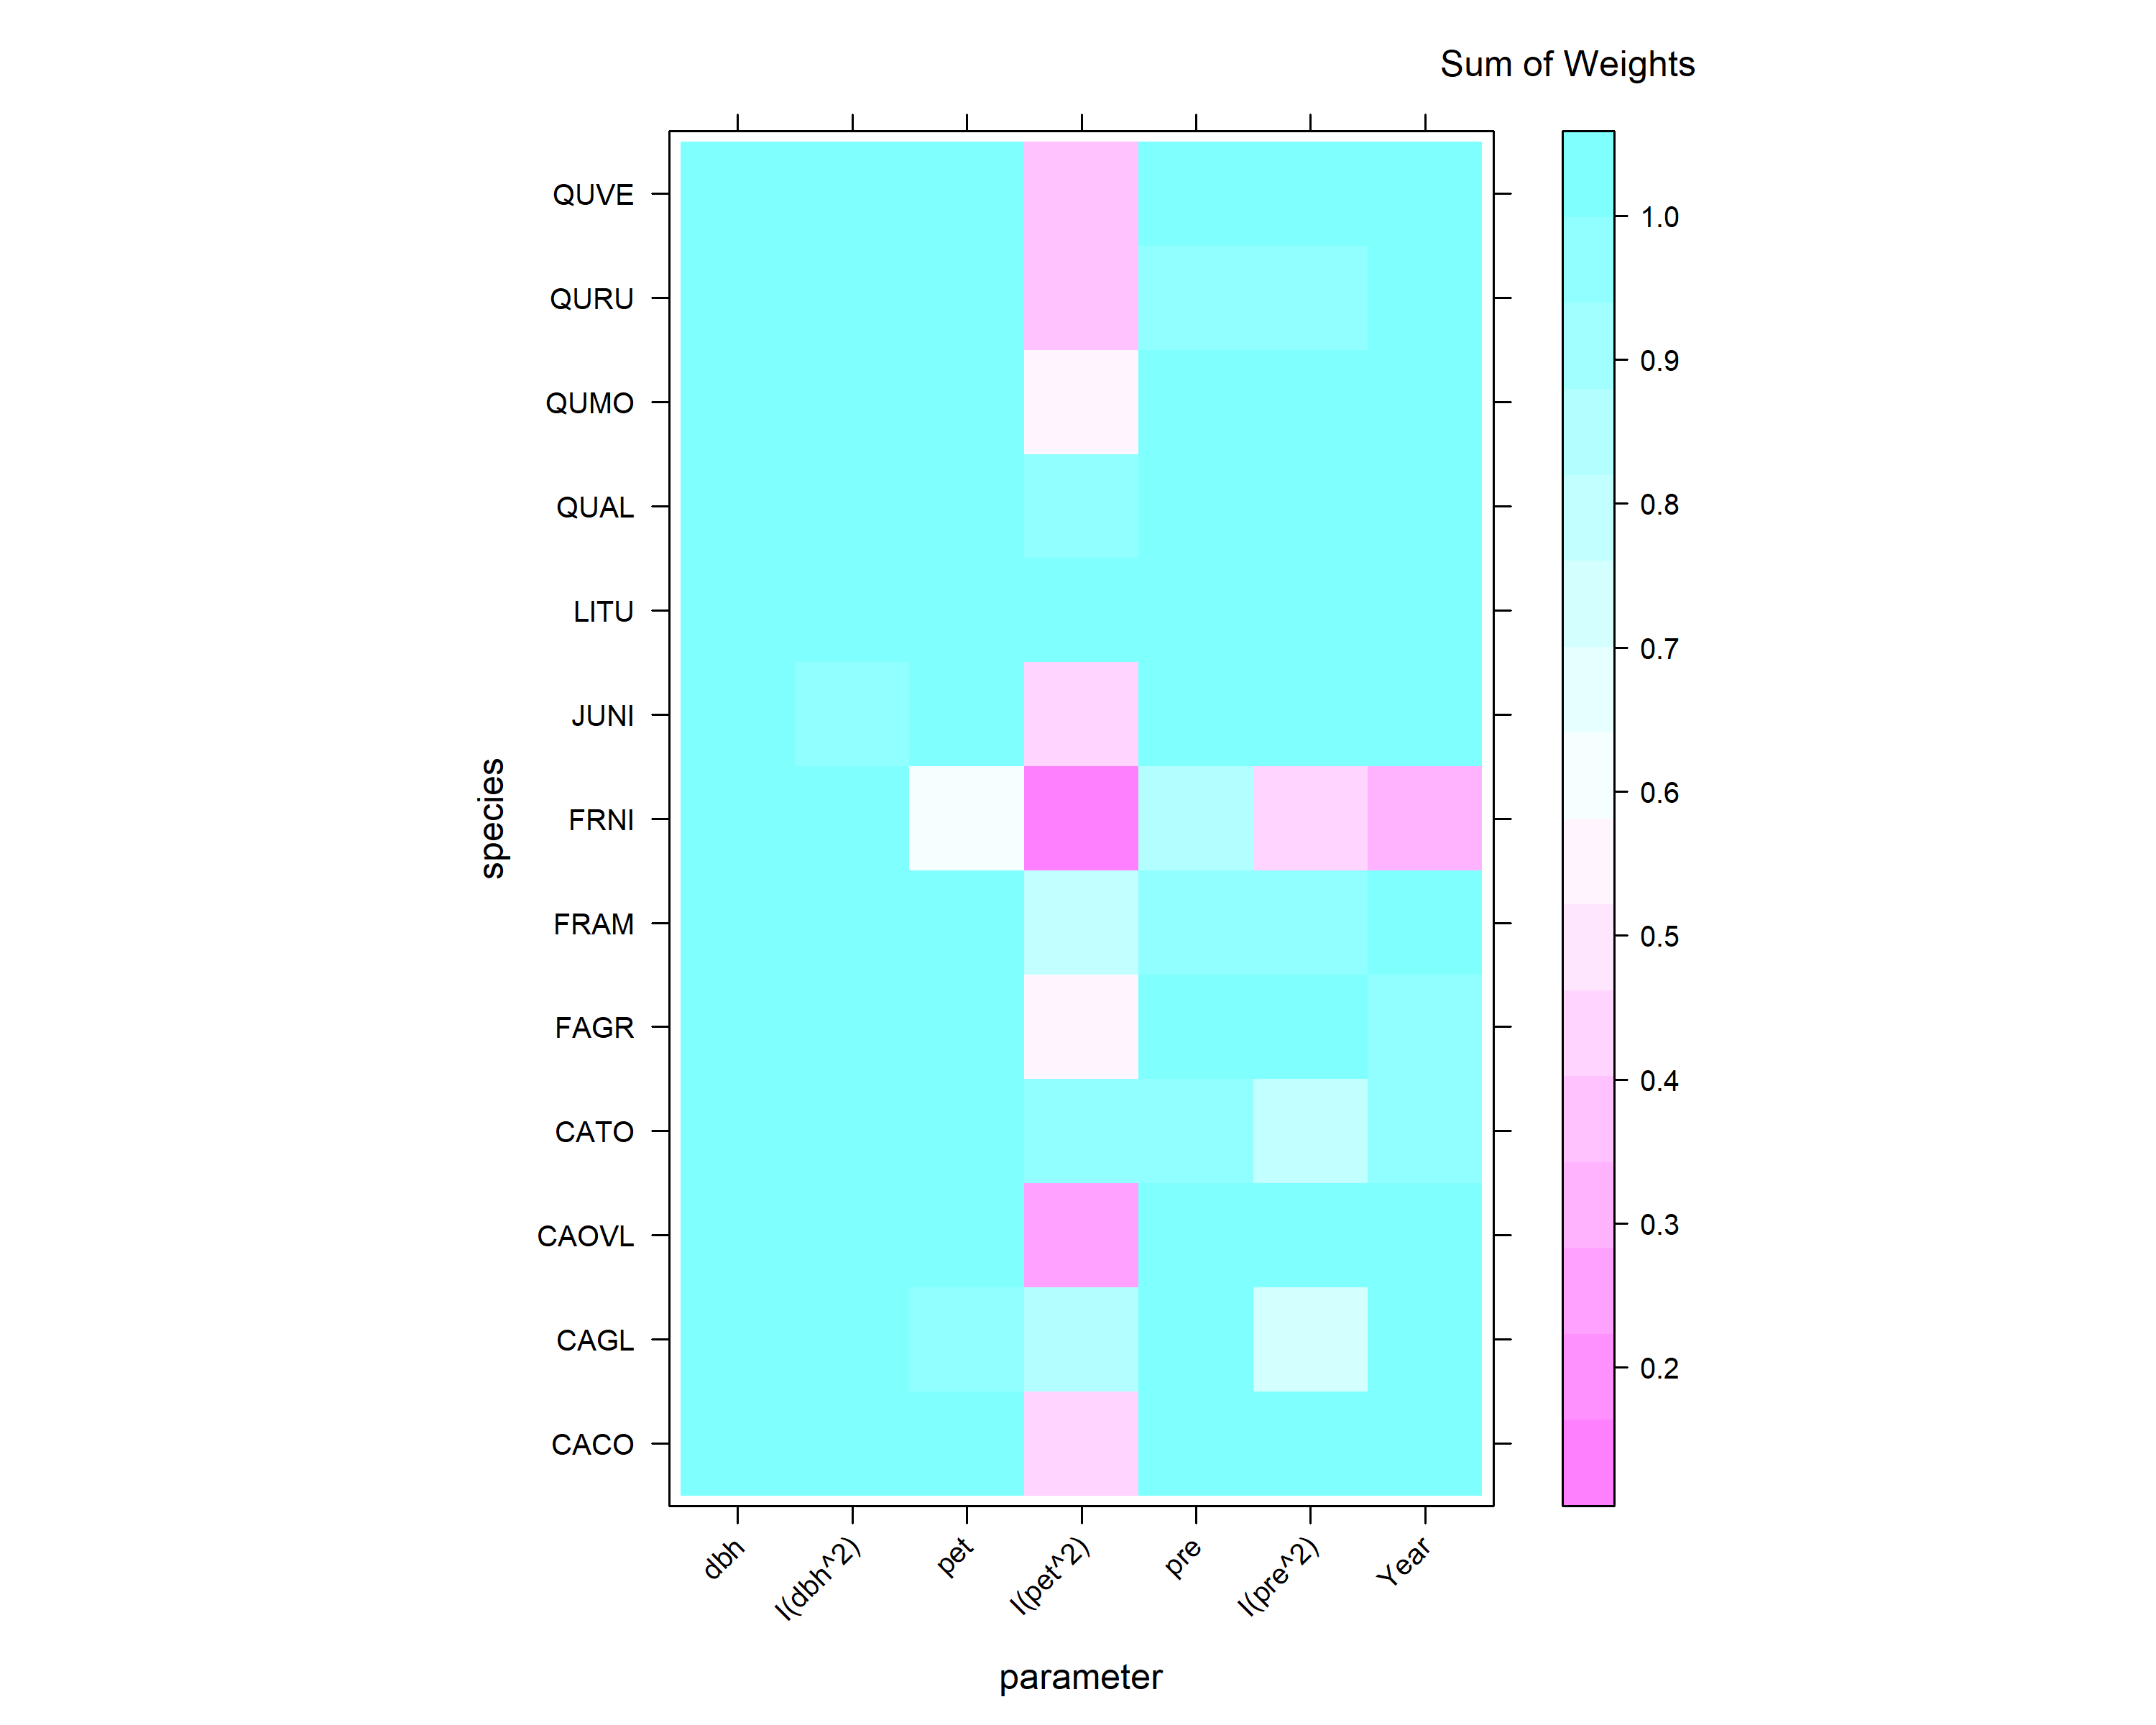 Sum of Weights
QUVE
QURU
QUMO
QUAL
LITU
JUNI
FRNI
FRAM
FAGR
CATO
CAOVL
CAGL
CACO
species
1.0
0.9
0.8
0.7
0.6
0.5
0.4
0.3
0.2
dbh
I(dbh^2)
pet
I(pet^2)
pre
I(pre^2)
Year
parameter